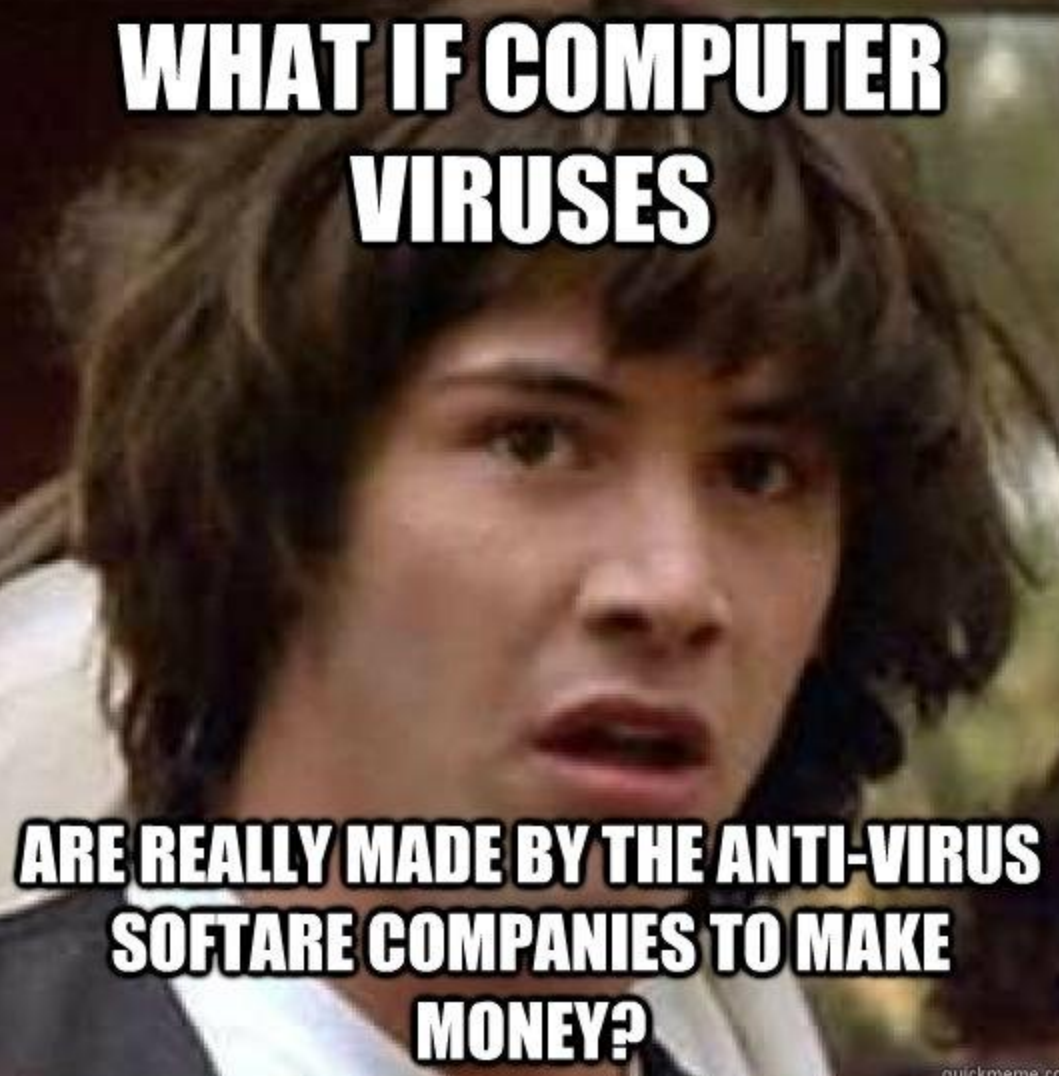 WHAT IF COMPUTER
VIRUSES
ARE REALLY MADE BY THE ANTI-VIRUS
SOFTARE COMPANIES TO MAKE
MONEY?